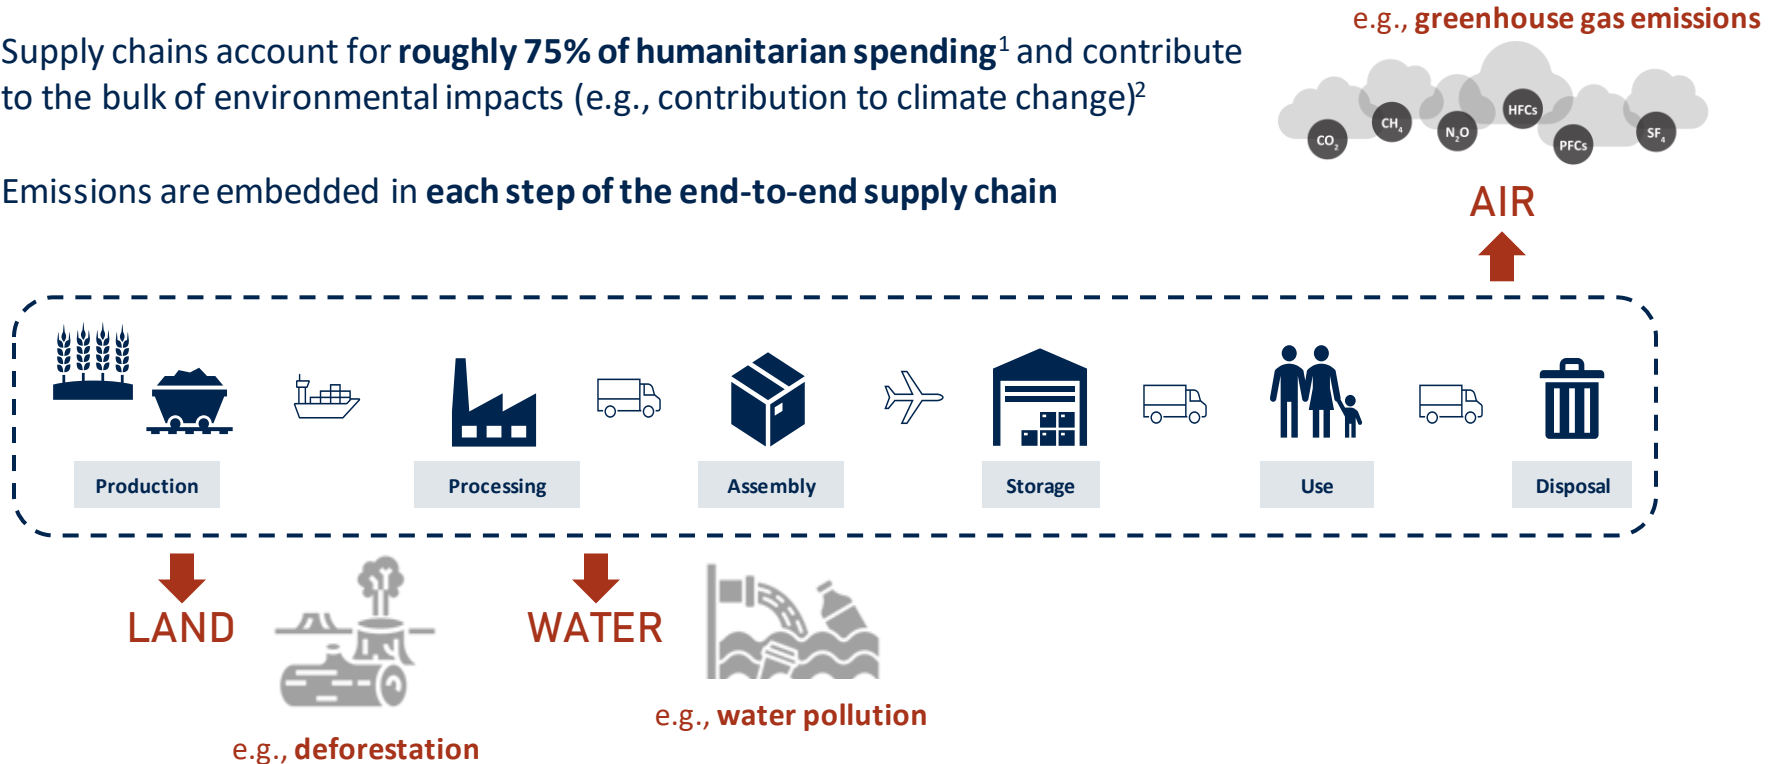 e.g., greenhouse gas emissions
Supply chains account for roughly 75% of humanitarian spending¹ and contribute
to the bulk of environmental impacts (e.g., contribution to climate change)²
CO₂
CH₄
N₂O
HFCs
PFCs
SF₄
Emissions are embedded in each step of the end-to-end supply chain
AIR
Production
Processing
Assembly
Storage
Use
Disposal
LAND
WATER
e.g., water pollution
e.g., deforestation